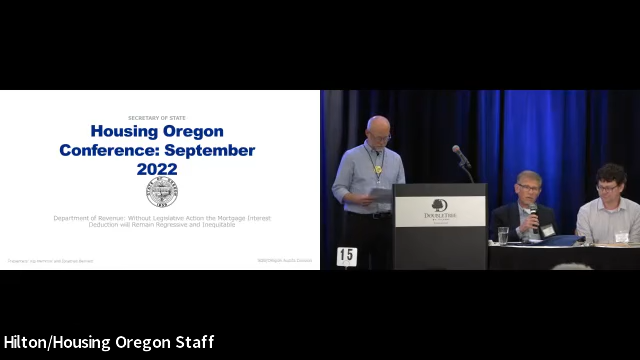 SECRETARY OF STATE
Housing Oregon
Conference: September
2022
Department of Revenue: Without Legislative Action the Mortgage Interest
Deduction will Remain Regressive and Inequitable
DOUBLETREE
15
Hilton/Housing Oregon Staff